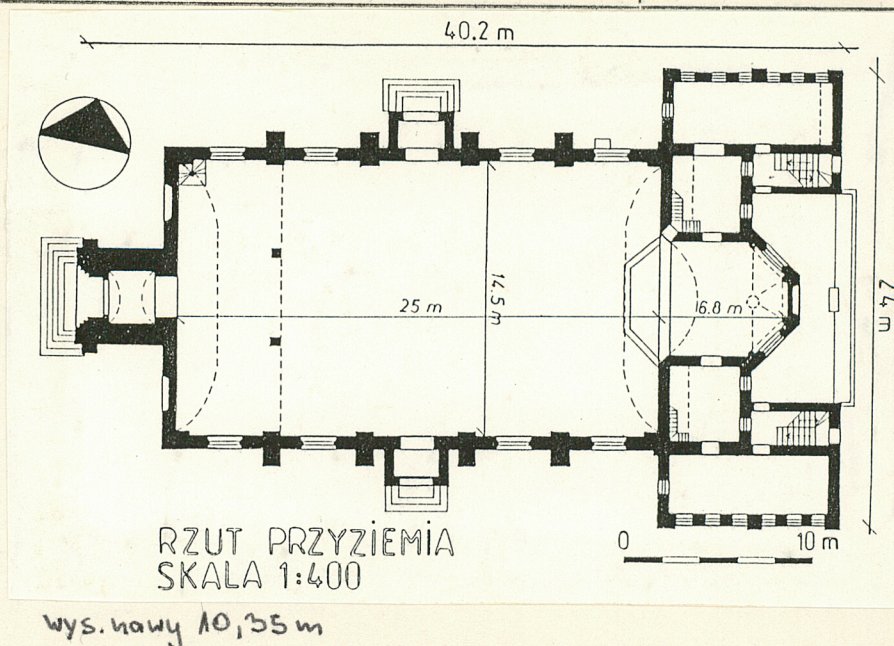 40.2 m
25 m
14.5 m
6.8 m
24 m
RZUT PRZYZIEMIA
SKALA 1:400
0 10 m
wys. nawy 10,35 m